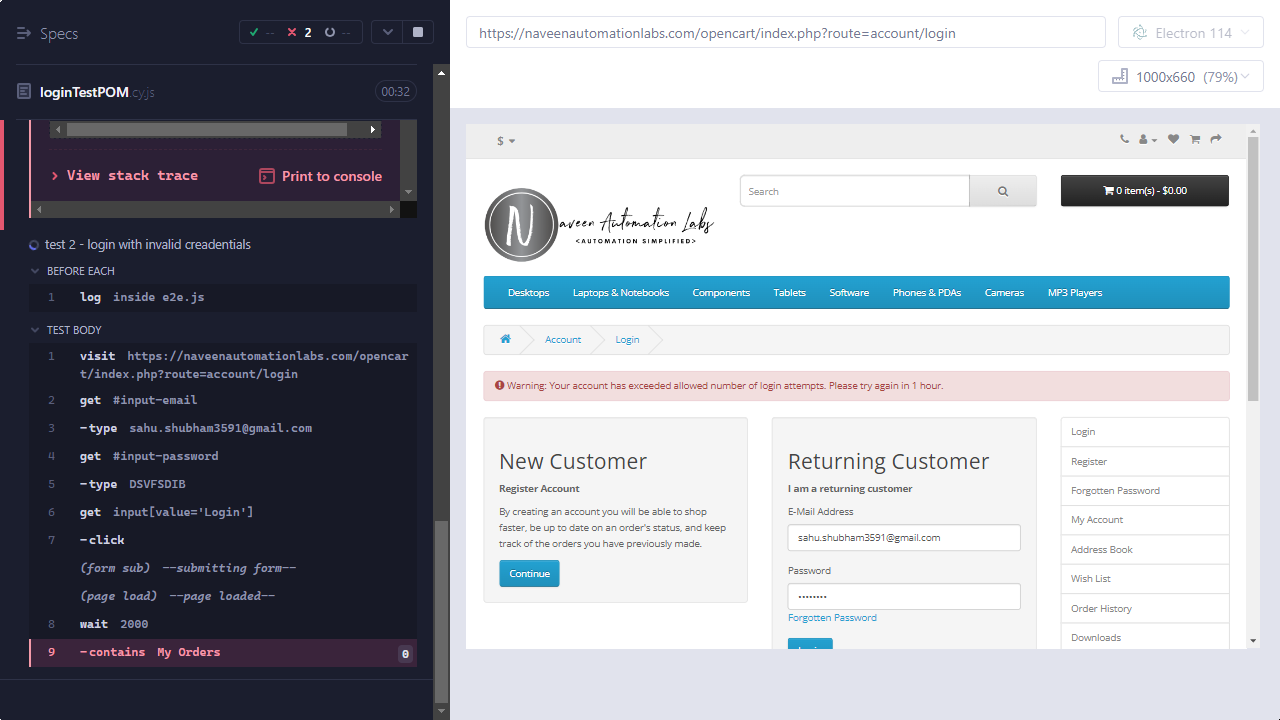 Specs
-- 2 --
loginTestPOM.cy.js
00:32
View stack trace
Print to console
test 2 - login with invalid creadentials
BEFORE EACH
1 log inside e2e.js
TEST BODY
1 visit https://naveenautomationlabs.com/opencar
t/index.php?route=account/login
2 get #input-email
3 -type sahu.shubham3591@gmail.com
4 get #input-password
5 -type DSVFSDIB
6 get input[value='Login']
7 -click
(form sub) --submitting form--
(page load) --page loaded--
8 wait 2000
9 -contains My Orders 0
https://naveenautomationlabs.com/opencart/index.php?route=account/login
Electron 114
1000x660 (79%)
$
Search
0 item(s) - $0.00
N
Naveen Automation Labs
<AUTOMATION SIMPLIFIED>
Desktops Laptops & Notebooks Components Tablets Software Phones & PDAs Cameras MP3 Players
Account Login
Warning: Your account has exceeded allowed number of login attempts. Please try again in 1 hour.
New Customer
Register Account
By creating an account you will be able to shop
faster, be up to date on an order's status, and keep
track of the orders you have previously made.
Continue
Returning Customer
I am a returning customer
E-Mail Address
sahu.shubham3591@gmail.com
Password
••••••••
Forgotten Password
Login
Login
Register
Forgotten Password
My Account
Address Book
Wish List
Order History
Downloads